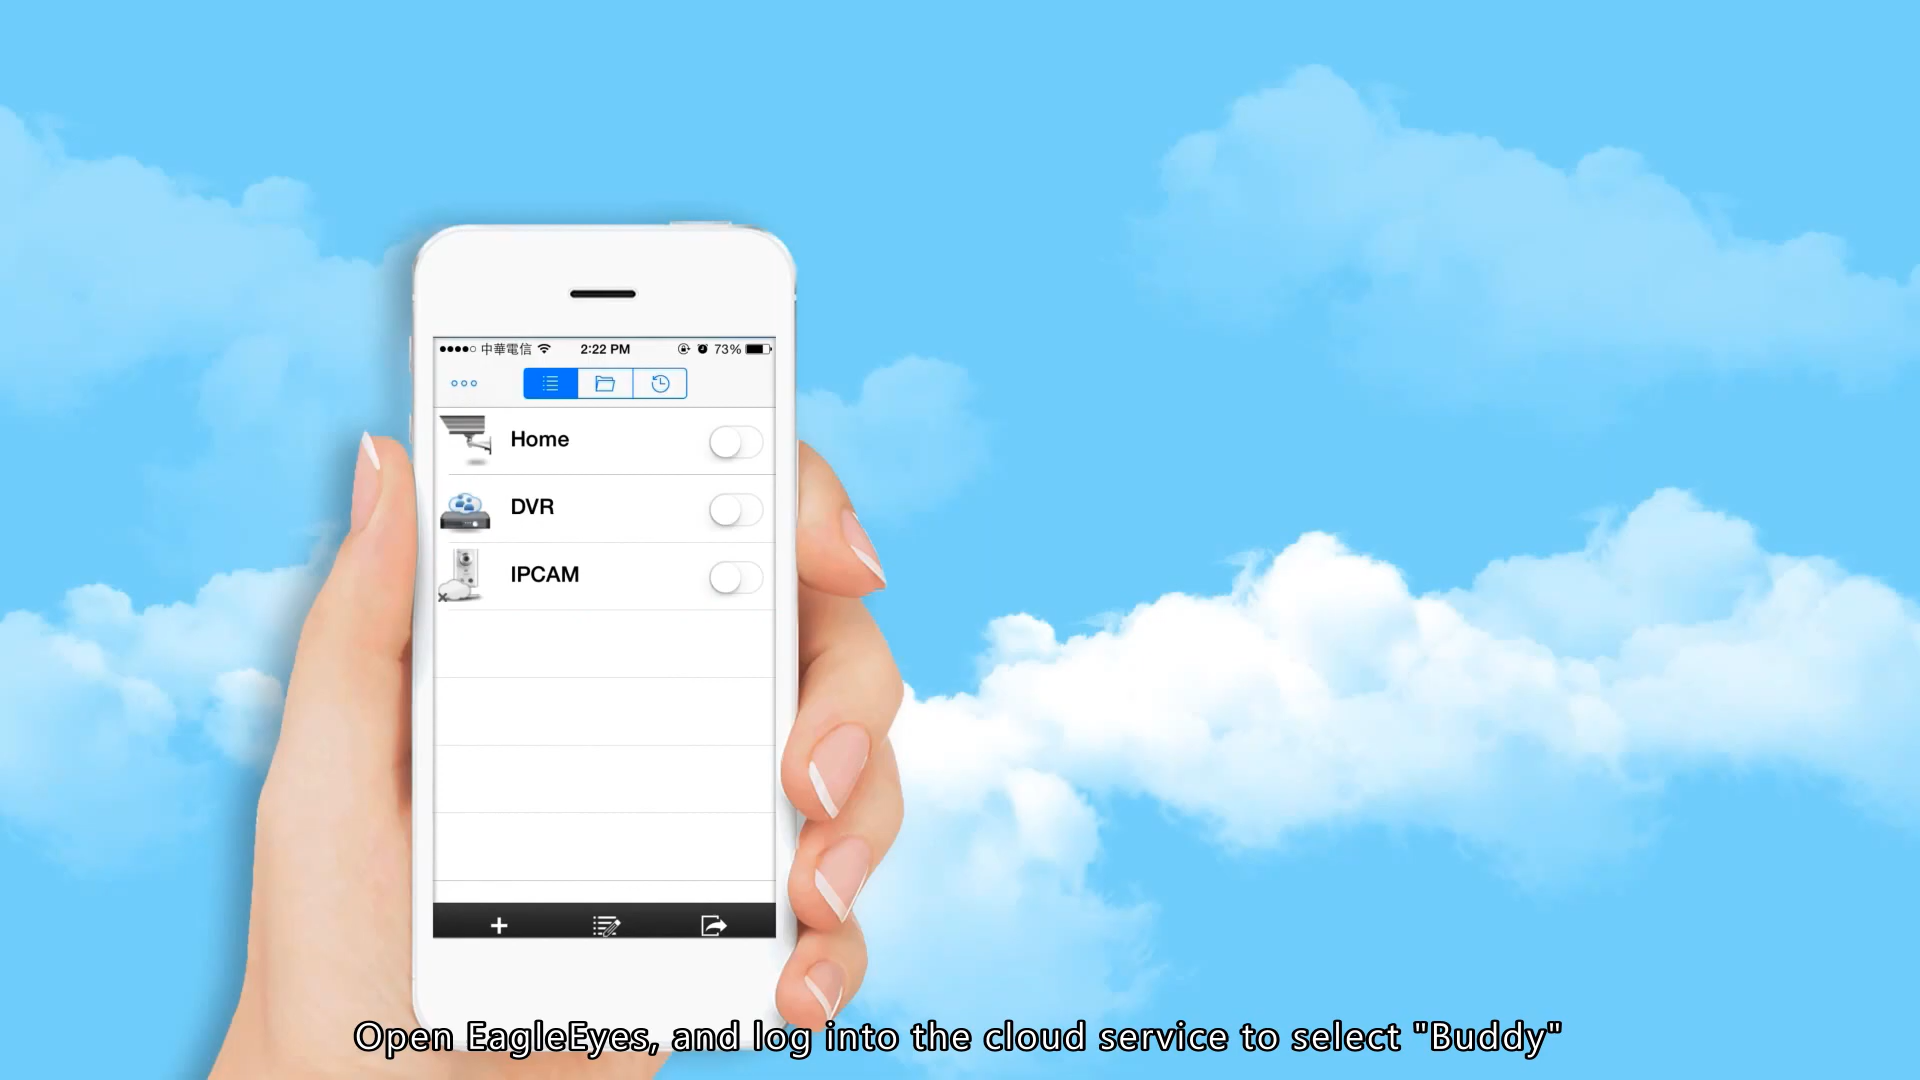 中華電信 2:22 PM 73%
Home
DVR
IPCAM
Open EagleEyes, and log into the cloud service to select "Buddy"